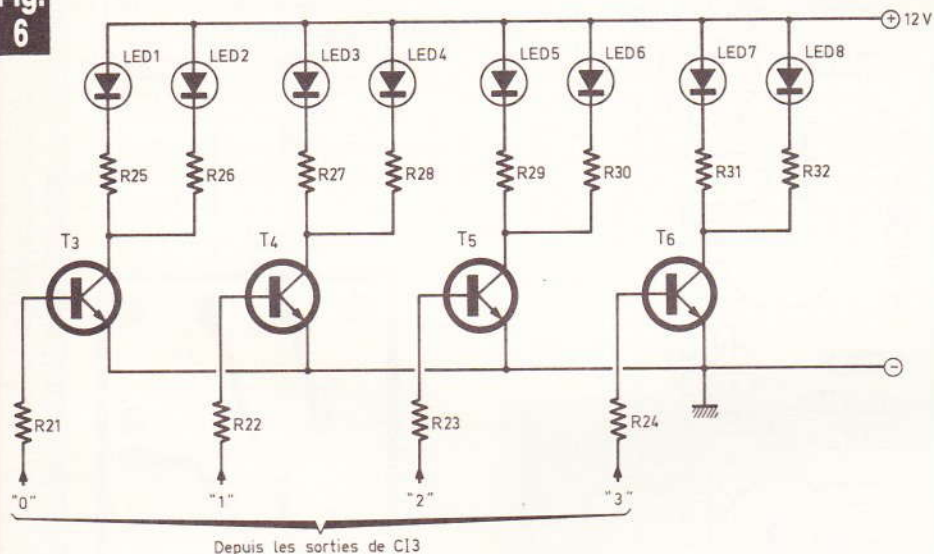 Fig.
6
+ 12 V
LED1 LED2 LED3 LED4 LED5 LED6 LED7 LED8
R25 R26 R27 R28 R29 R30 R31 R32
T3 T4 T5 T6
−
R21 R22 R23 R24
"0" "1" "2" "3"
Depuis les sorties de CI3